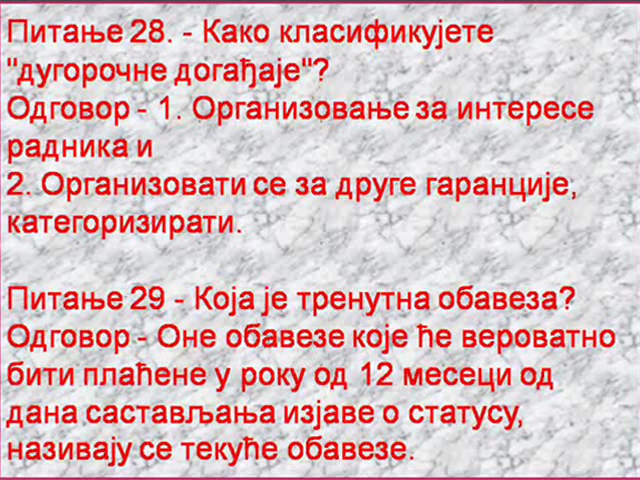 Питање 28. - Како класификујете
"дугорочне догађаје"?
Одговор - 1. Организовање за интересе
радника и
2. Организовати се за друге гаранције,
категоризирати.
Питање 29 - Која је тренутна обавеза?
Одговор - Оне обавезе које ће вероватно
бити плаћене у року од 12 месеци од
дана састављања изјаве о статусу,
називају се текуће обавезе.